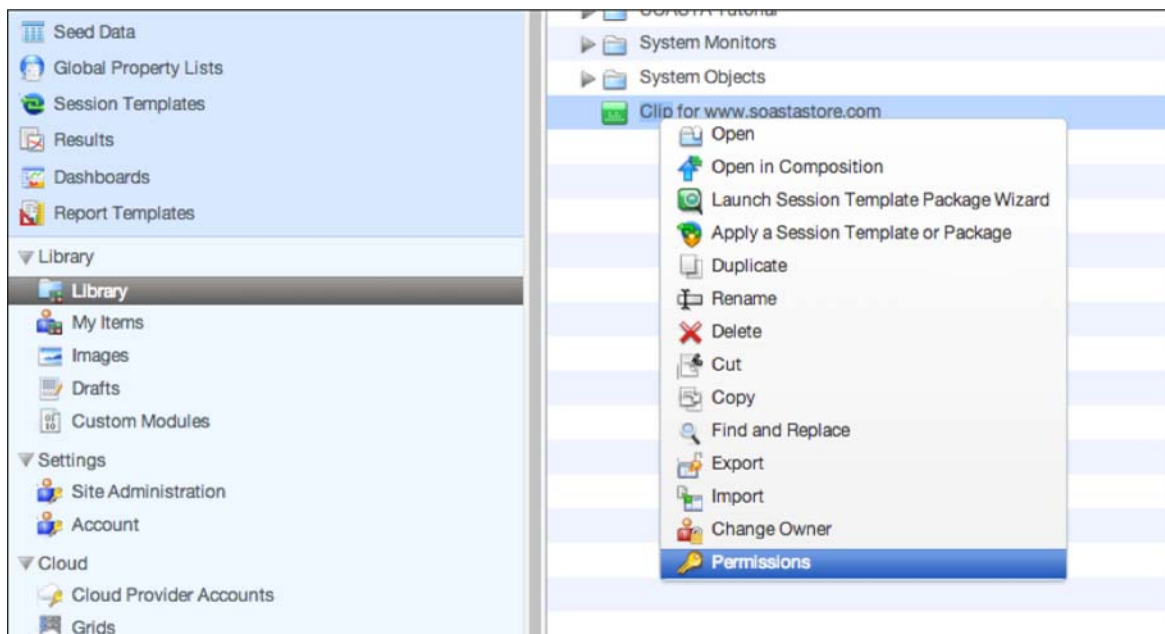 Seed Data
Global Property Lists
Session Templates
Results
Dashboards
Report Templates
Library
Library
My Items
Images
Drafts
Custom Modules
Settings
Site Administration
Account
Cloud
Cloud Provider Accounts
Grids
SOASTA Tutorial
System Monitors
System Objects
Clip for www.soastastore.com
Open
Open in Composition
Launch Session Template Package Wizard
Apply a Session Template or Package
Duplicate
Rename
Delete
Cut
Copy
Find and Replace
Export
Import
Change Owner
Permissions